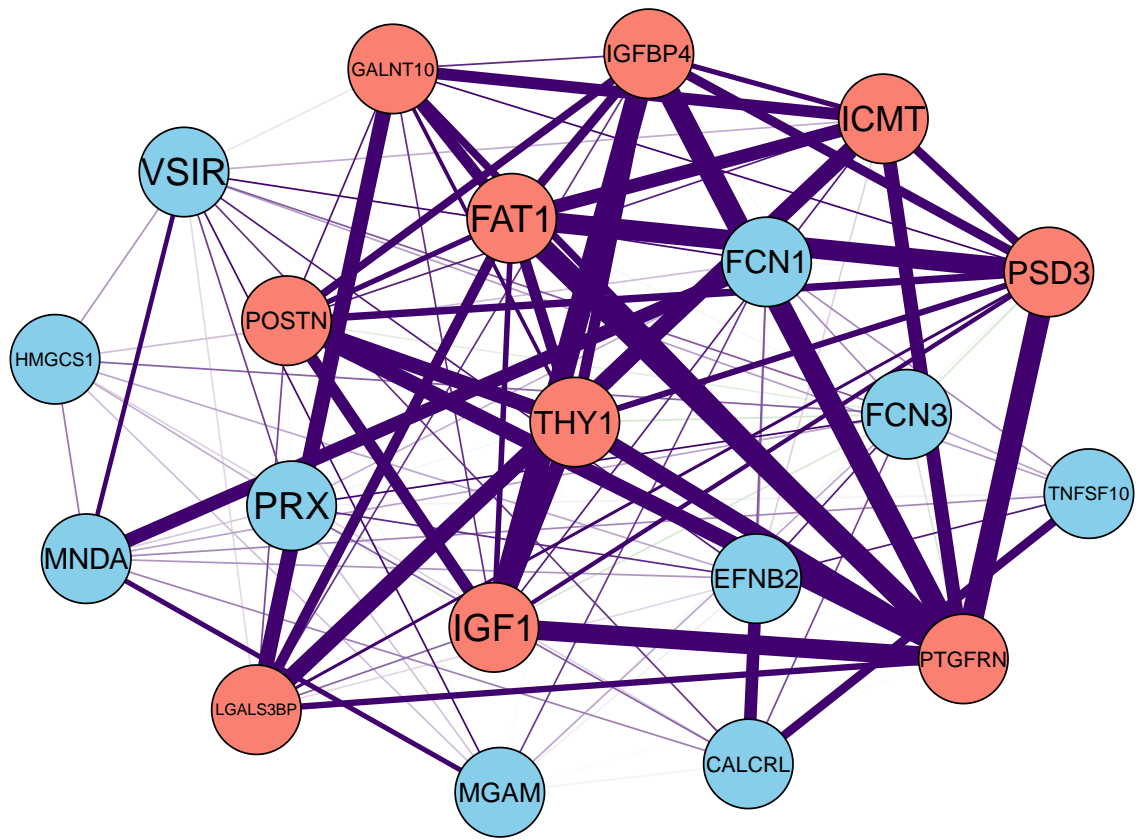 IGFBP4
GALNT10
ICMT
VSIR
FAT1
FCN1
PSD3
POSTN
HMGCS1
FCN3
THY1
TNFSF10
PRX
MNDA
EFNB2
IGF1
PTGFRN
LGALS3BP
CALCRL
MGAM